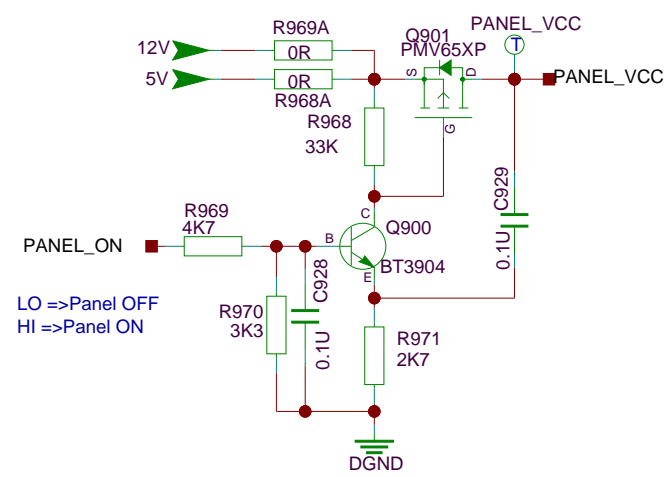 R969A
12V
0R
5V
0R
R968A
Q901
PMV65XP
S
D
G
PANEL_VCC
T
PANEL_VCC
R968
33K
C929
0.1U
C
Q900
B
BT3904
E
R969
4K7
PANEL_ON
C928
0.1U
LO =>Panel OFF
HI =>Panel ON
R970
3K3
R971
2K7
DGND